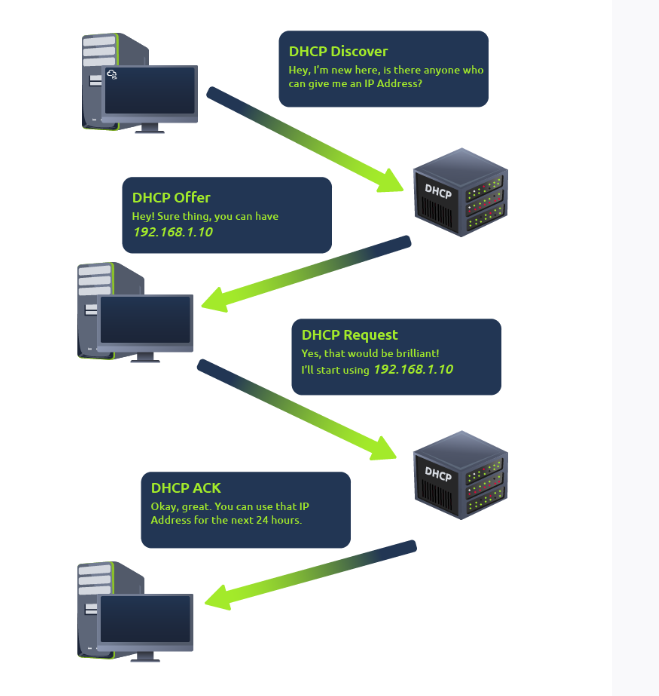 DHCP Discover
Hey, I'm new here, is there anyone who
can give me an IP Address?
DHCP
DHCP Offer
Hey! Sure thing, you can have
192.168.1.10
DHCP Request
Yes, that would be brilliant!
I'll start using 192.168.1.10
DHCP
DHCP ACK
Okay, great. You can use that IP
Address for the next 24 hours.